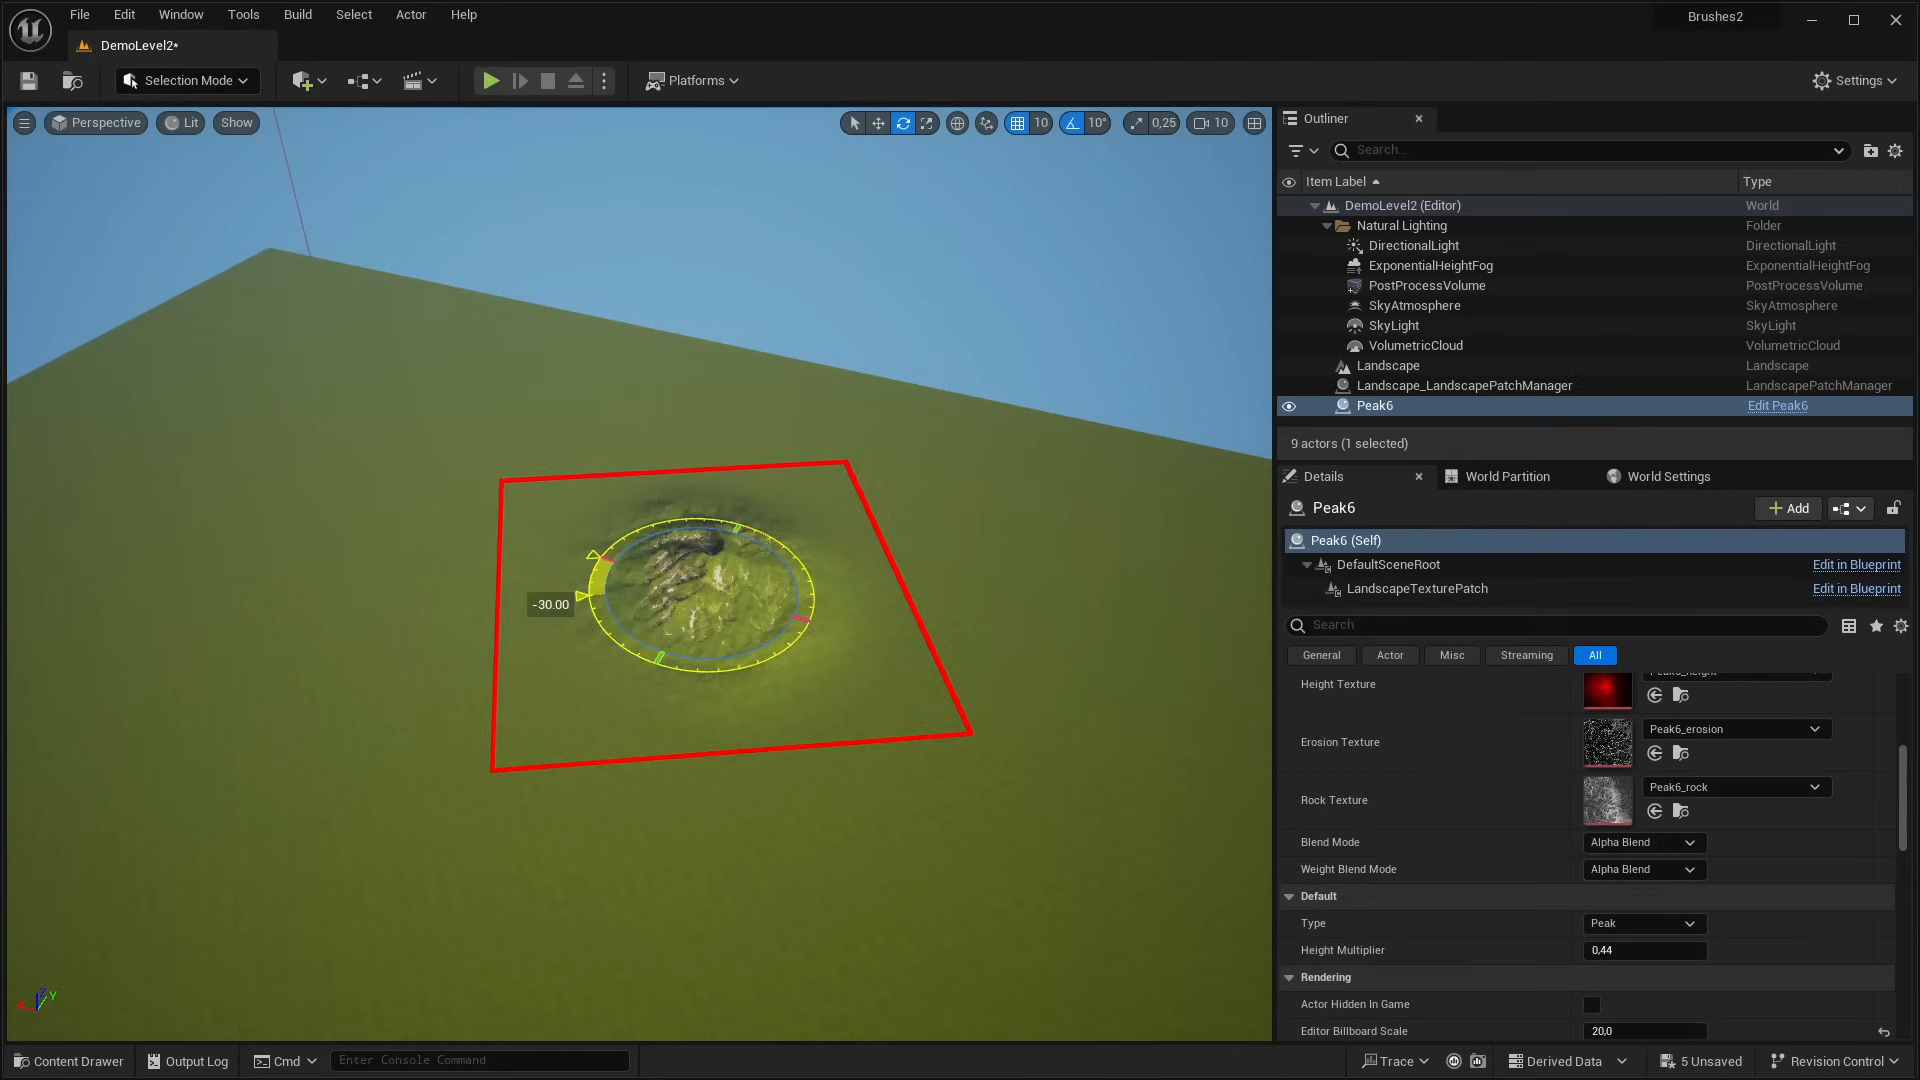 File Edit Window Tools Build Select Actor Help
Brushes2
DemoLevel2*
Selection Mode
Platforms
Settings
Perspective Lit Show
10 10° 0,25 10
-30.00
Z Y
Outliner
Search...
Item Label Type
DemoLevel2 (Editor) World
Natural Lighting Folder
DirectionalLight DirectionalLight
ExponentialHeightFog ExponentialHeightFog
PostProcessVolume PostProcessVolume
SkyAtmosphere SkyAtmosphere
SkyLight SkyLight
VolumetricCloud VolumetricCloud
Landscape Landscape
Landscape_LandscapePatchManager LandscapePatchManager
Peak6 Edit Peak6
9 actors (1 selected)
Details World Partition World Settings
Peak6 Add
Peak6 (Self)
DefaultSceneRoot Edit in Blueprint
LandscapeTexturePatch Edit in Blueprint
Search
General Actor Misc Streaming All
Height Texture
Erosion Texture Peak6_erosion
Rock Texture Peak6_rock
Blend Mode Alpha Blend
Weight Blend Mode Alpha Blend
Default
Type Peak
Height Multiplier 0,44
Rendering
Actor Hidden In Game
Editor Billboard Scale 20,0
Content Drawer Output Log Cmd Enter Console Command
Trace Derived Data 5 Unsaved Revision Control